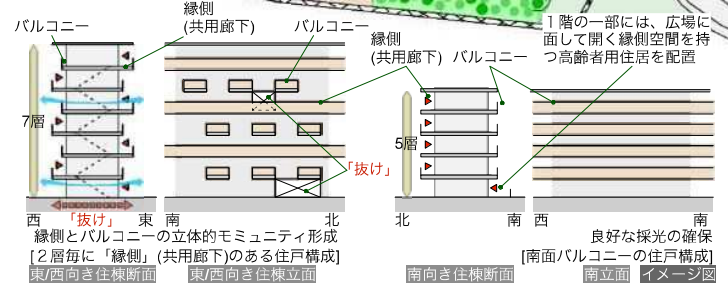 バルコニー
縁側
(共用廊下)
バルコニー
縁側
(共用廊下)
バルコニー
１階の一部には、広場に
面して開く縁側空間を持
つ高齢者用住居を配置
7層
5層
「抜け」
西
「抜け」
東
南
北
北
南
西
南
縁側とバルコニーの立体的モミュニティ形成
[２層毎に「縁側」(共用廊下)のある住戸構成]
良好な採光の確保
[南面バルコニーの住戸構成]
東/西向き住棟断面
東/西向き住棟立面
南向き住棟断面
南立面
イメージ図